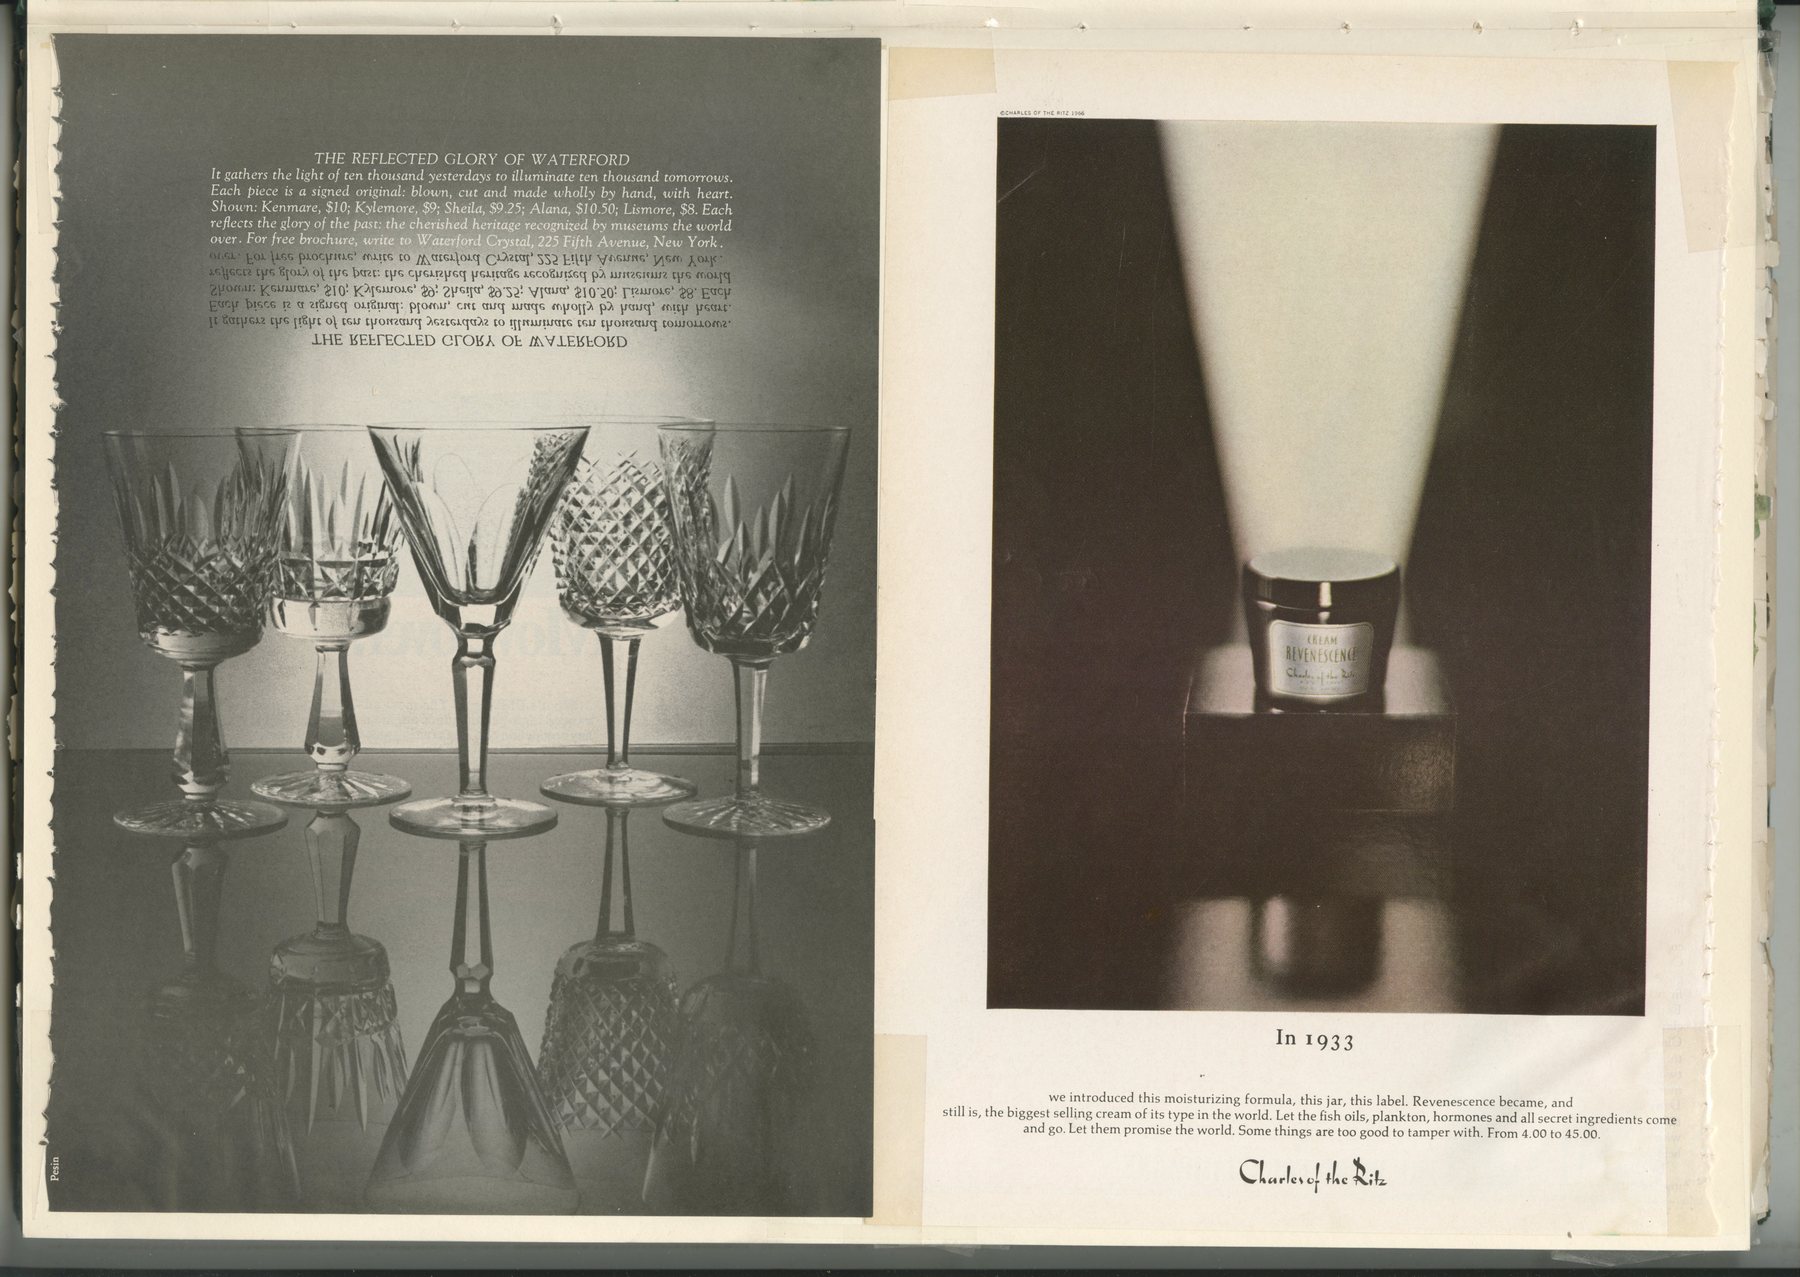 THE REFLECTED GLORY OF WATERFORD
It gathers the light of ten thousand yesterdays to illuminate ten thousand tomorrows.
Each piece is a signed original: blown, cut and made wholly by hand, with heart.
Shown: Kenmare, $10; Kylemore, $9; Sheila, $9.25; Alana, $10.50; Lismore, $8. Each
reflects the glory of the past: the cherished heritage recognized by museums the world
over. For free brochure, write to Waterford Crystal, 225 Fifth Avenue, New York.
over. For free brochure, write to Waterford Crystal, 225 Fifth Avenue, New York.
reflects the glory of the past: the cherished heritage recognized by museums the world
Shown: Kenmare, $10; Kylemore, $9; Sheila, $9.25; Alana, $10.50; Lismore, $8. Each
Each piece is a signed original: blown, cut and made wholly by hand, with heart.
It gathers the light of ten thousand yesterdays to illuminate ten thousand tomorrows.
THE REFLECTED GLORY OF WATERFORD
Pesin
©CHARLES OF THE RITZ 1966
CREAM
REVENESCENCE
Charles of the Ritz
In 1933
we introduced this moisturizing formula, this jar, this label. Revenescence became, and
still is, the biggest selling cream of its type in the world. Let the fish oils, plankton, hormones and all secret ingredients come
and go. Let them promise the world. Some things are too good to tamper with. From 4.00 to 45.00.
Charles of the Ritz